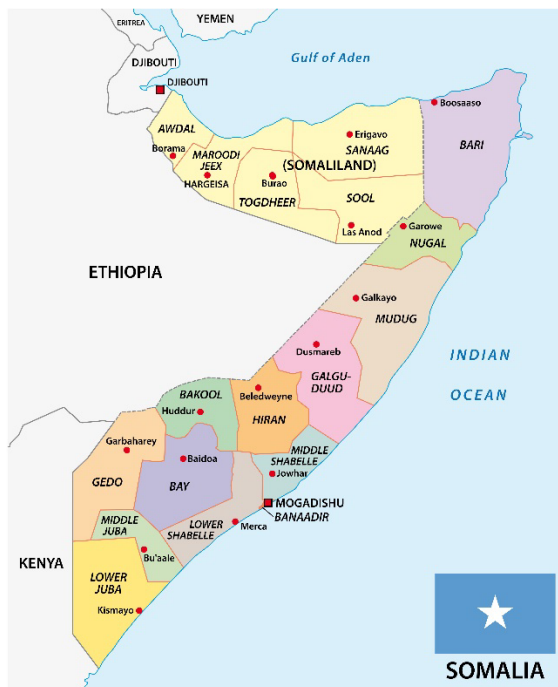 ERITREA
YEMEN
DJIBOUTI
DJIBOUTI
Gulf of Aden
Boosaaso
AWDAL
Erigavo
SANAAG
BARI
Borama
MAROODI
JEEX
(SOMALILAND)
HARGEISA
Burao
TOGDHEER
SOOL
Las Anod
Garowe
NUGAL
ETHIOPIA
Galkayo
MUDUG
Dusmareb
INDIAN
OCEAN
GALGU-
DUUD
BAKOOL
Beledweyne
Huddur
HIRAN
Garbaharey
MIDDLE
SHABELLE
Baidoa
Jowhar
GEDO
BAY
MOGADISHU
BANAADIR
MIDDLE
JUBA
LOWER
SHABELLE
Merca
Bu'aale
KENYA
LOWER
JUBA
Kismayo
SOMALIA